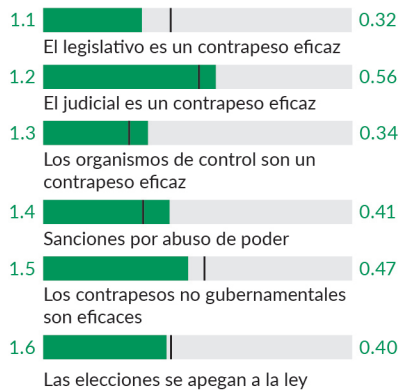 1.1 0.32
El legislativo es un contrapeso eficaz
1.2 0.56
El judicial es un contrapeso eficaz
1.3 0.34
Los organismos de control son un
contrapeso eficaz
1.4 0.41
Sanciones por abuso de poder
1.5 0.47
Los contrapesos no gubernamentales
son eficaces
1.6 0.40
Las elecciones se apegan a la ley